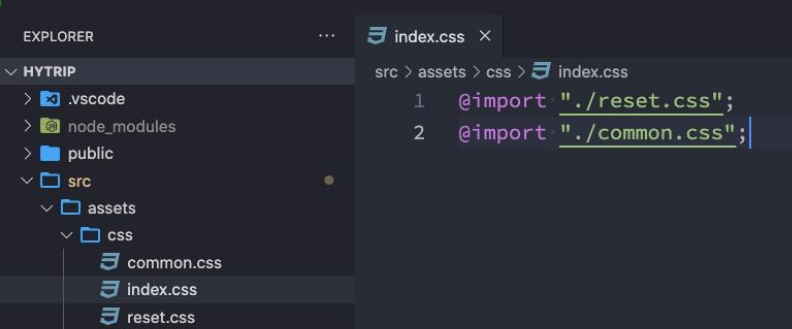 EXPLORER
HYTRIP
.vscode
node_modules
public
src
assets
css
common.css
index.css
reset.css
index.css
src > assets > css > index.css
1 @import "./reset.css";
2 @import "./common.css";